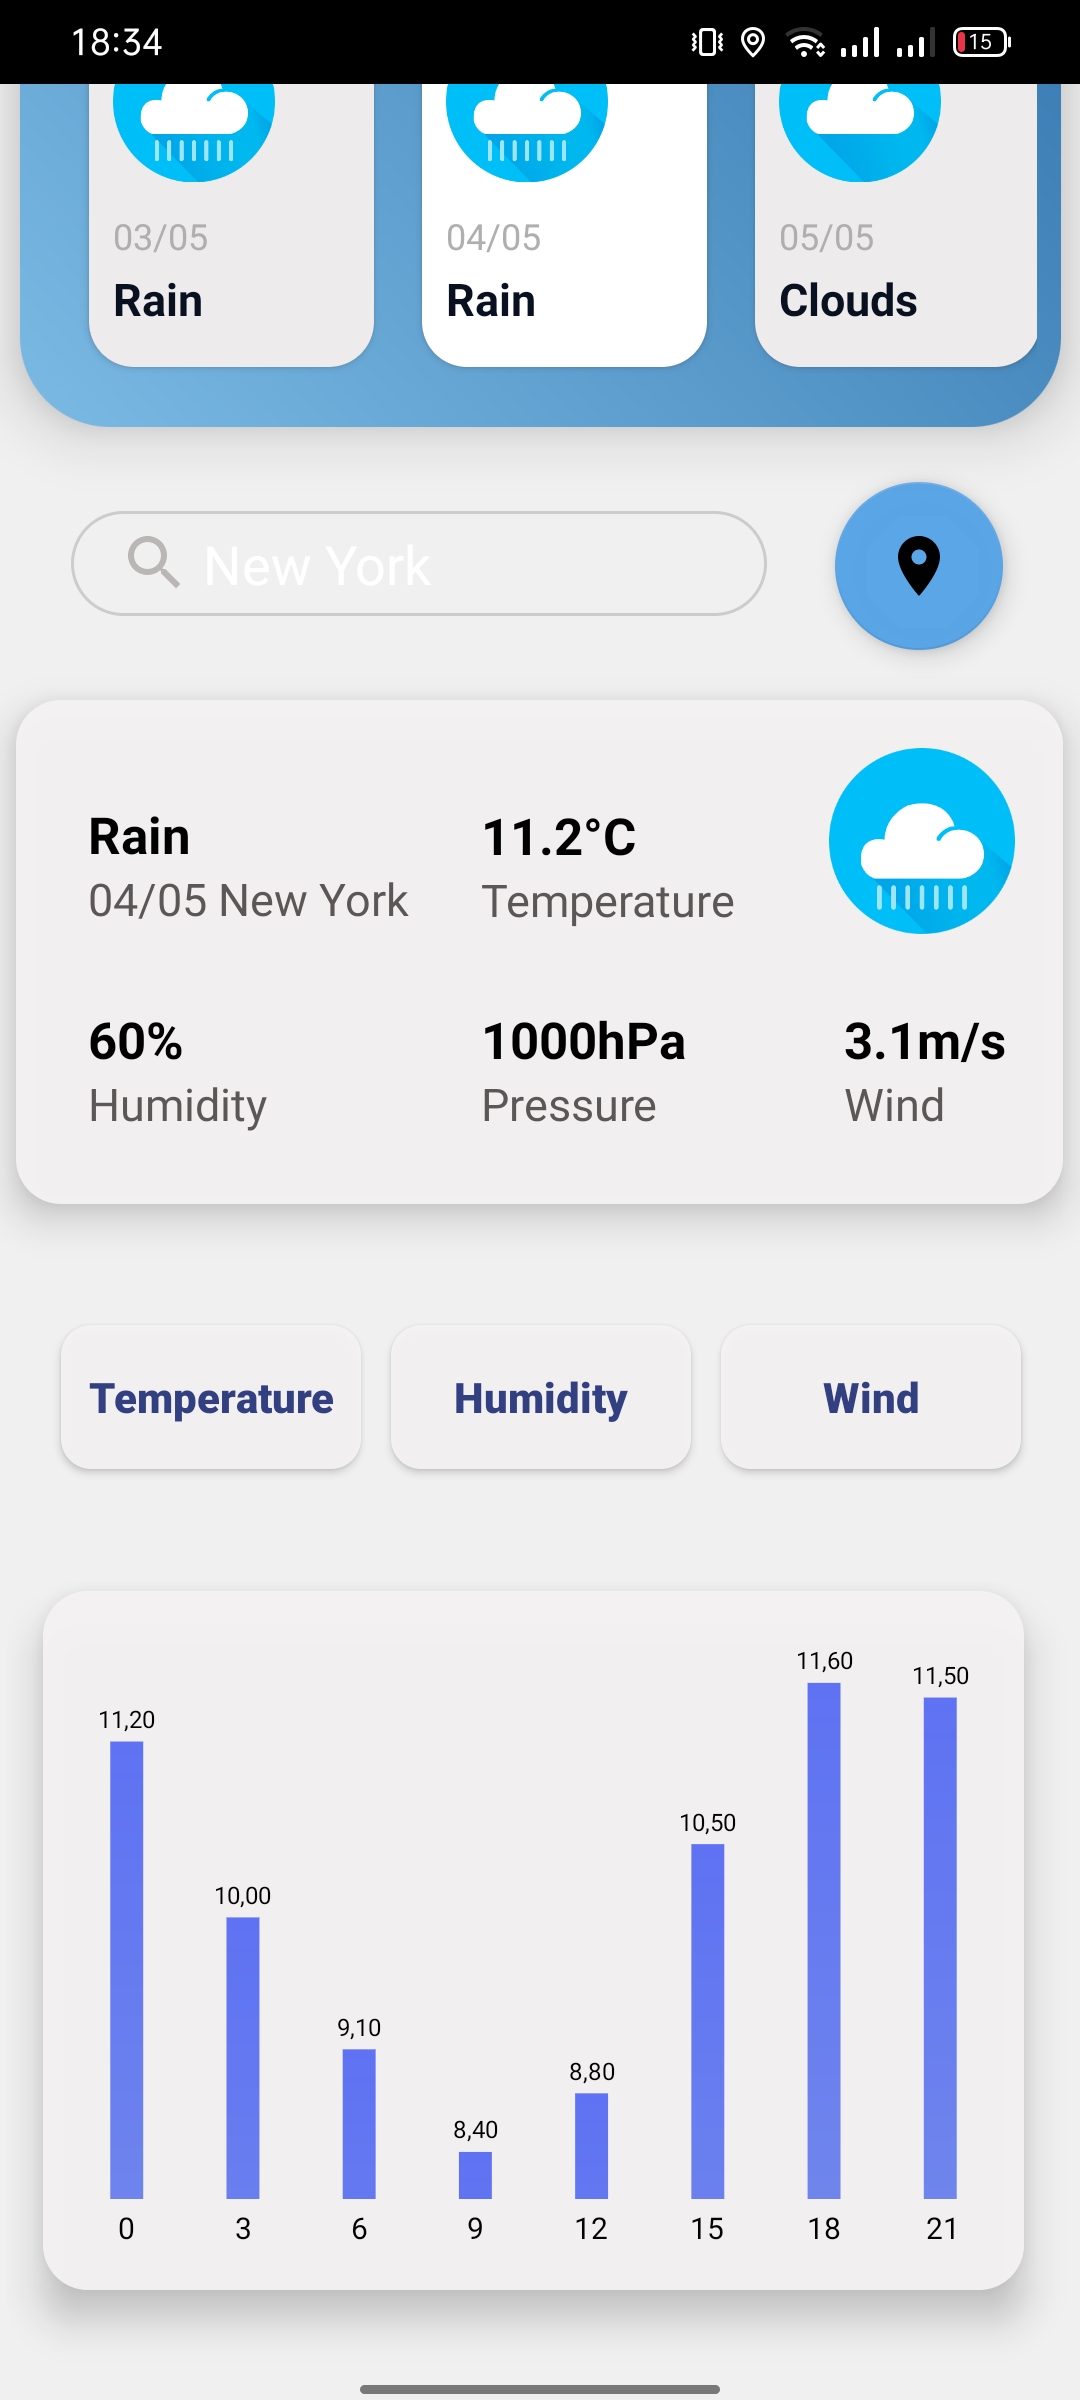 18:34
15
03/05
04/05
05/05
Rain
Rain
Clouds
New York
Rain
11.2°C
04/05 New York
Temperature
60%
1000hPa
3.1m/s
Humidity
Pressure
Wind
Temperature
Humidity
Wind
11,60
11,50
11,20
10,50
10,00
9,10
8,80
8,40
0
3
6
9
12
15
18
21